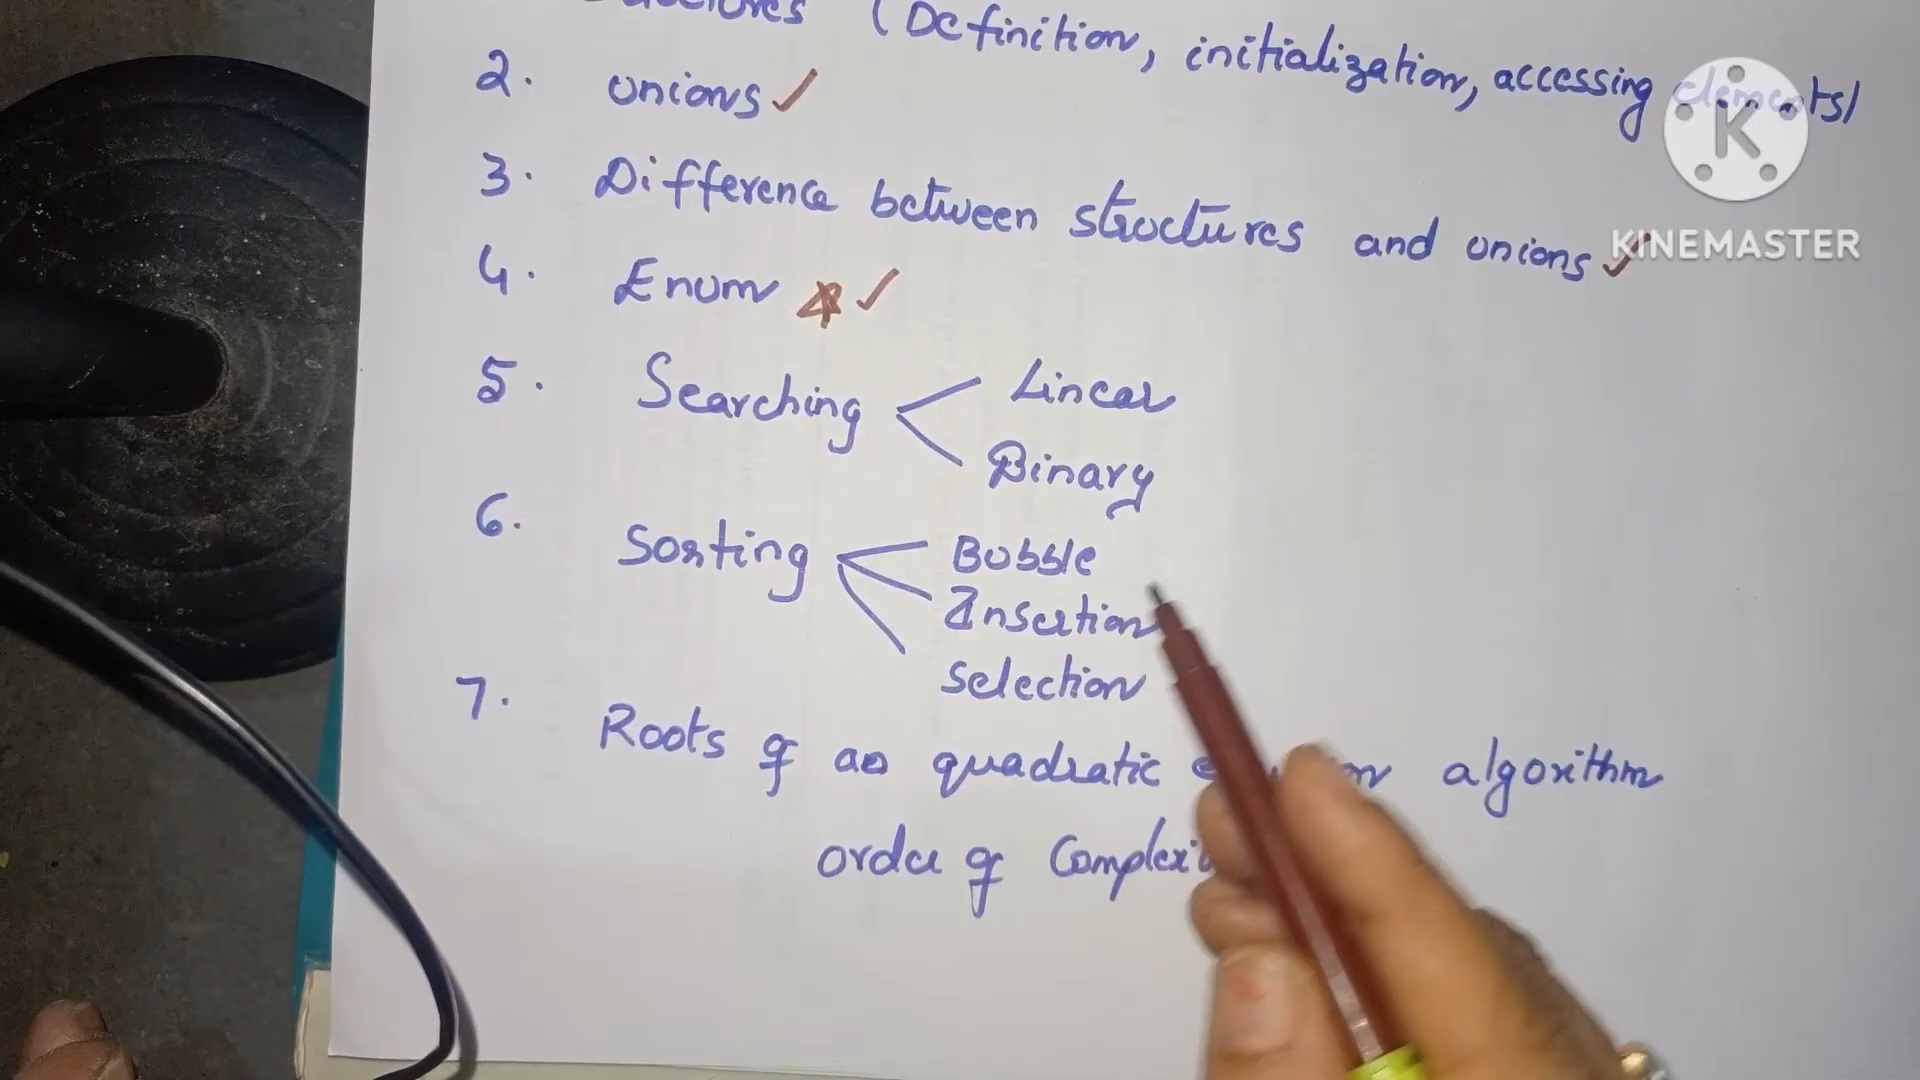 (Definition, initialization, accessing elements)
2. unions ✓
3. Difference between structures and unions ✓
4. Enum ✓
5. Searching Linear
Binary
6. Sorting Bubble
Insertion
Selection
7. Roots of a quadratic algorithm
order of
K
KINEMASTER